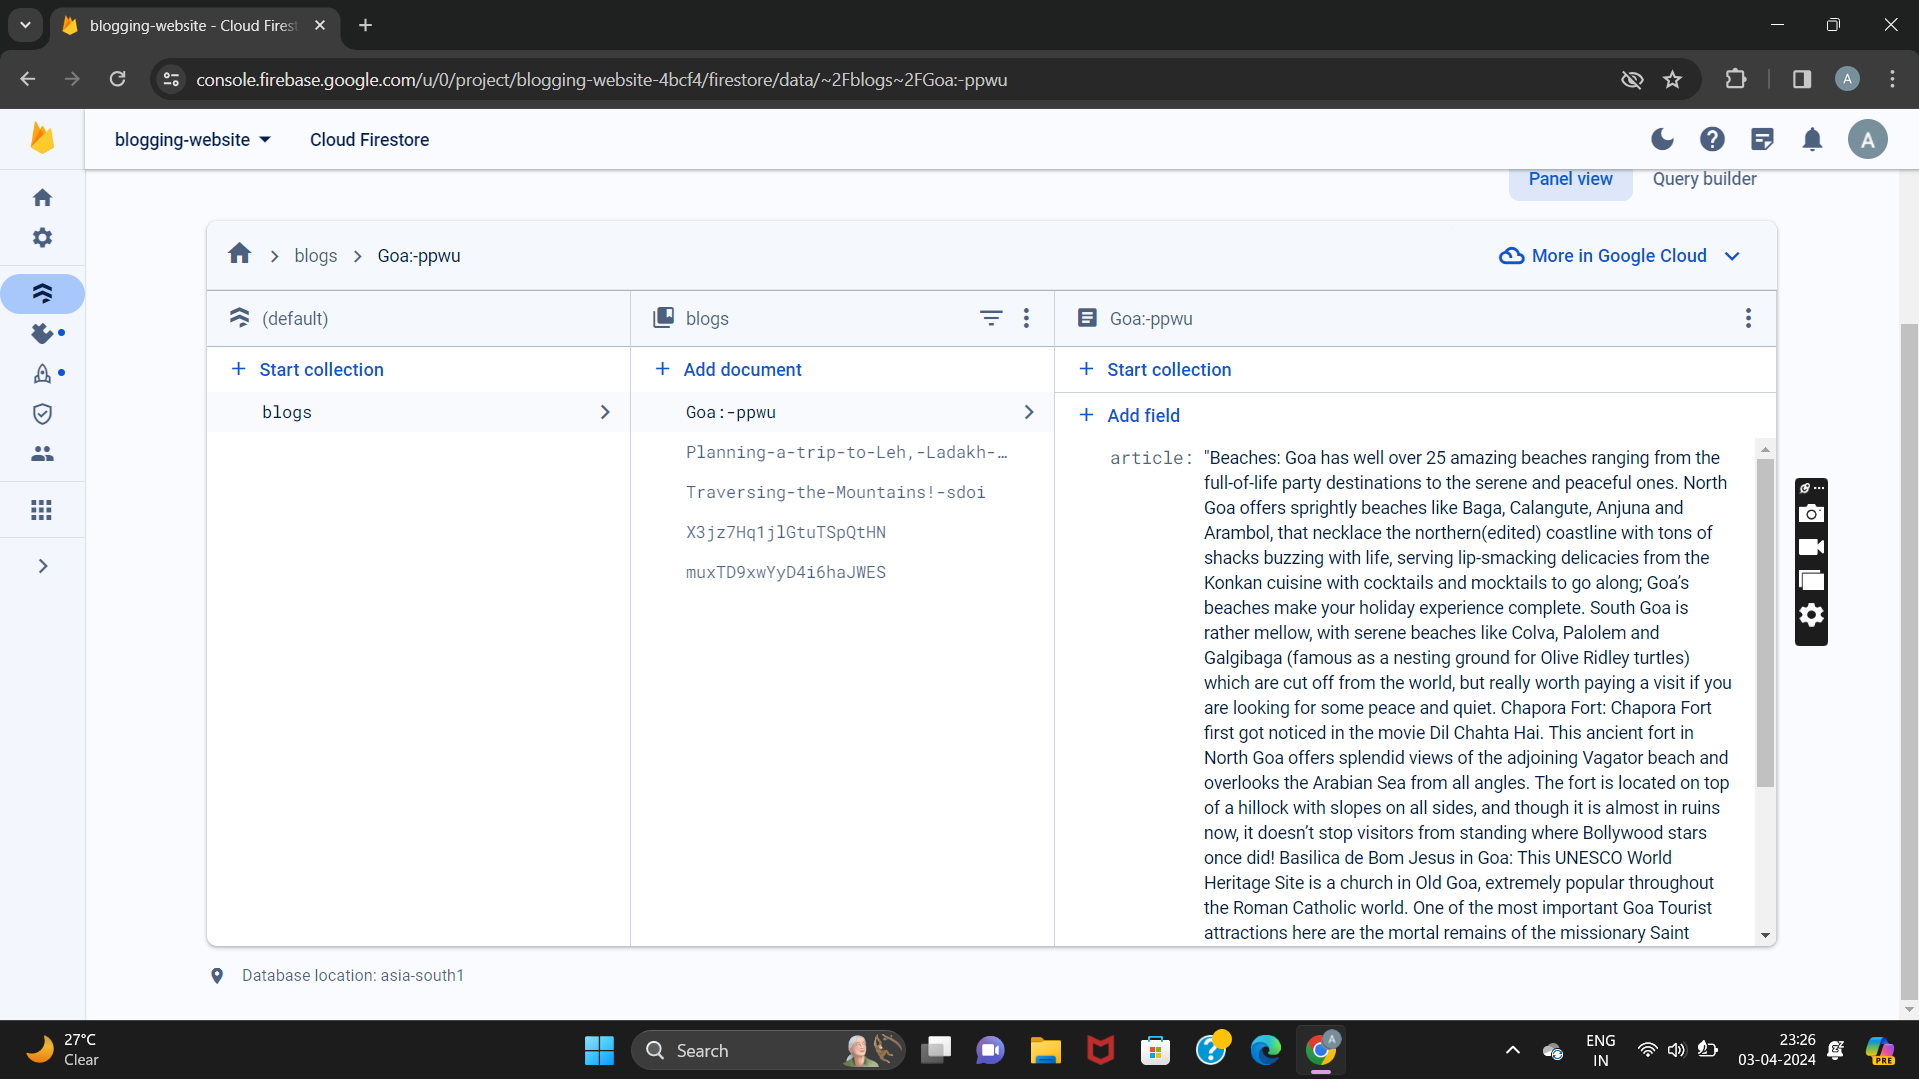 blogging-website - Cloud Firest
console.firebase.google.com/u/0/project/blogging-website-4bcf4/firestore/data/~2Fblogs~2FGoa:-ppwu
A
blogging-website
Cloud Firestore
A
Panel view
Query builder
blogs
Goa:-ppwu
More in Google Cloud
(default)
blogs
Goa:-ppwu
+ Start collection
+ Add document
+ Start collection
blogs
Goa:-ppwu
+ Add field
Planning-a-trip-to-Leh,-Ladakh-…
Traversing-the-Mountains!-sdoi
X3jz7Hq1jlGtuTSpQtHN
muxTD9xwYyD4i6haJWES
article: "Beaches: Goa has well over 25 amazing beaches ranging from the
full-of-life party destinations to the serene and peaceful ones. North
Goa offers sprightly beaches like Baga, Calangute, Anjuna and
Arambol, that necklace the northern(edited) coastline with tons of
shacks buzzing with life, serving lip-smacking delicacies from the
Konkan cuisine with cocktails and mocktails to go along; Goa’s
beaches make your holiday experience complete. South Goa is
rather mellow, with serene beaches like Colva, Palolem and
Galgibaga (famous as a nesting ground for Olive Ridley turtles)
which are cut off from the world, but really worth paying a visit if you
are looking for some peace and quiet. Chapora Fort: Chapora Fort
first got noticed in the movie Dil Chahta Hai. This ancient fort in
North Goa offers splendid views of the adjoining Vagator beach and
overlooks the Arabian Sea from all angles. The fort is located on top
of a hillock with slopes on all sides, and though it is almost in ruins
now, it doesn’t stop visitors from standing where Bollywood stars
once did! Basilica de Bom Jesus in Goa: This UNESCO World
Heritage Site is a church in Old Goa, extremely popular throughout
the Roman Catholic world. One of the most important Goa Tourist
attractions here are the mortal remains of the missionary Saint
Database location: asia-south1
27°C
Clear
Search
A
ENG
IN
23:26
03-04-2024
PRE